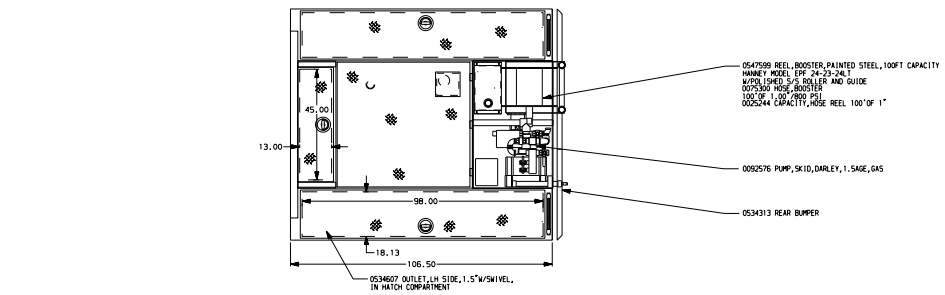 0547599 REEL,BOOSTER,PAINTED STEEL,100FT CAPACITY
HANNEY MODEL EPF 24-23-24LT
W/POLISHED S/S ROLLER AND GUIDE
0075300 HOSE,BOOSTER
100'OF 1.00"/800 PSI
0025244 CAPACITY,HOSE REEL 100'OF 1"
45.00
13.00
0092576 PUMP,SKID,DARLEY,1.5AGE,GAS
98.00
0534313 REAR BUMPER
18.13
106.50
0534607 OUTLET,LH SIDE,1.5"W/SWIVEL,
IN HATCH COMPARTMENT